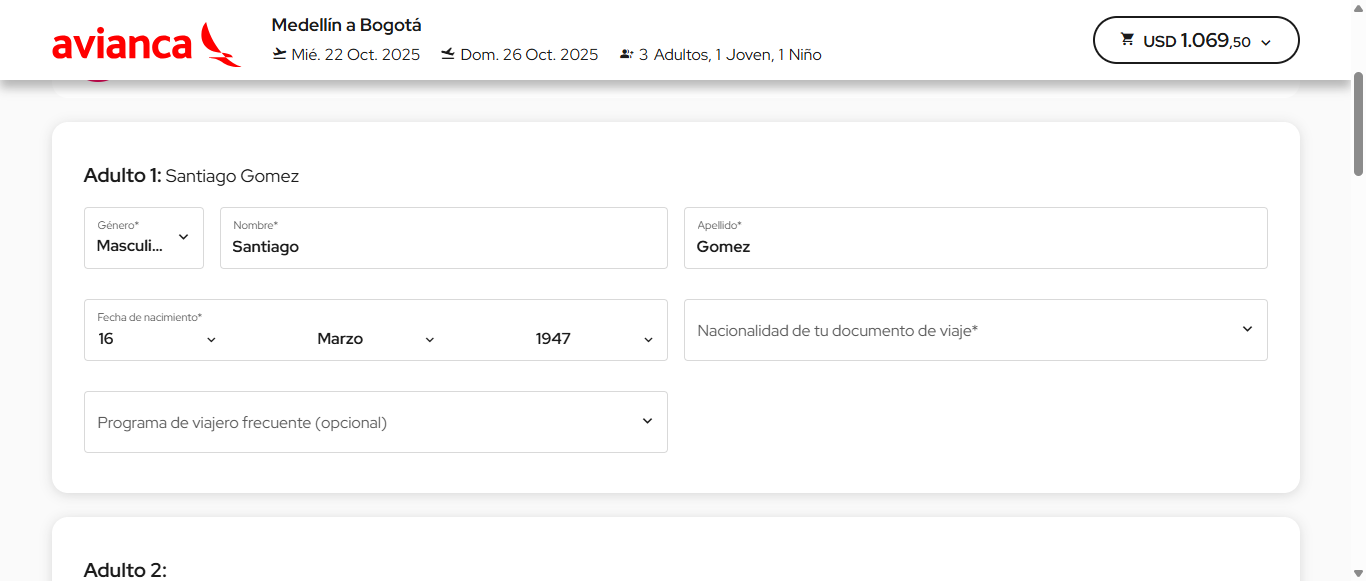 avianca
Medellín a Bogotá
Mié. 22 Oct. 2025 Dom. 26 Oct. 2025 3 Adultos, 1 Joven, 1 Niño
USD 1.069,50
Adulto 1: Santiago Gomez
Género* Nombre* Apellido*
Masculi... Santiago Gomez
Fecha de nacimiento*
16 Marzo 1947
Nacionalidad de tu documento de viaje*
Programa de viajero frecuente (opcional)
Adulto 2: